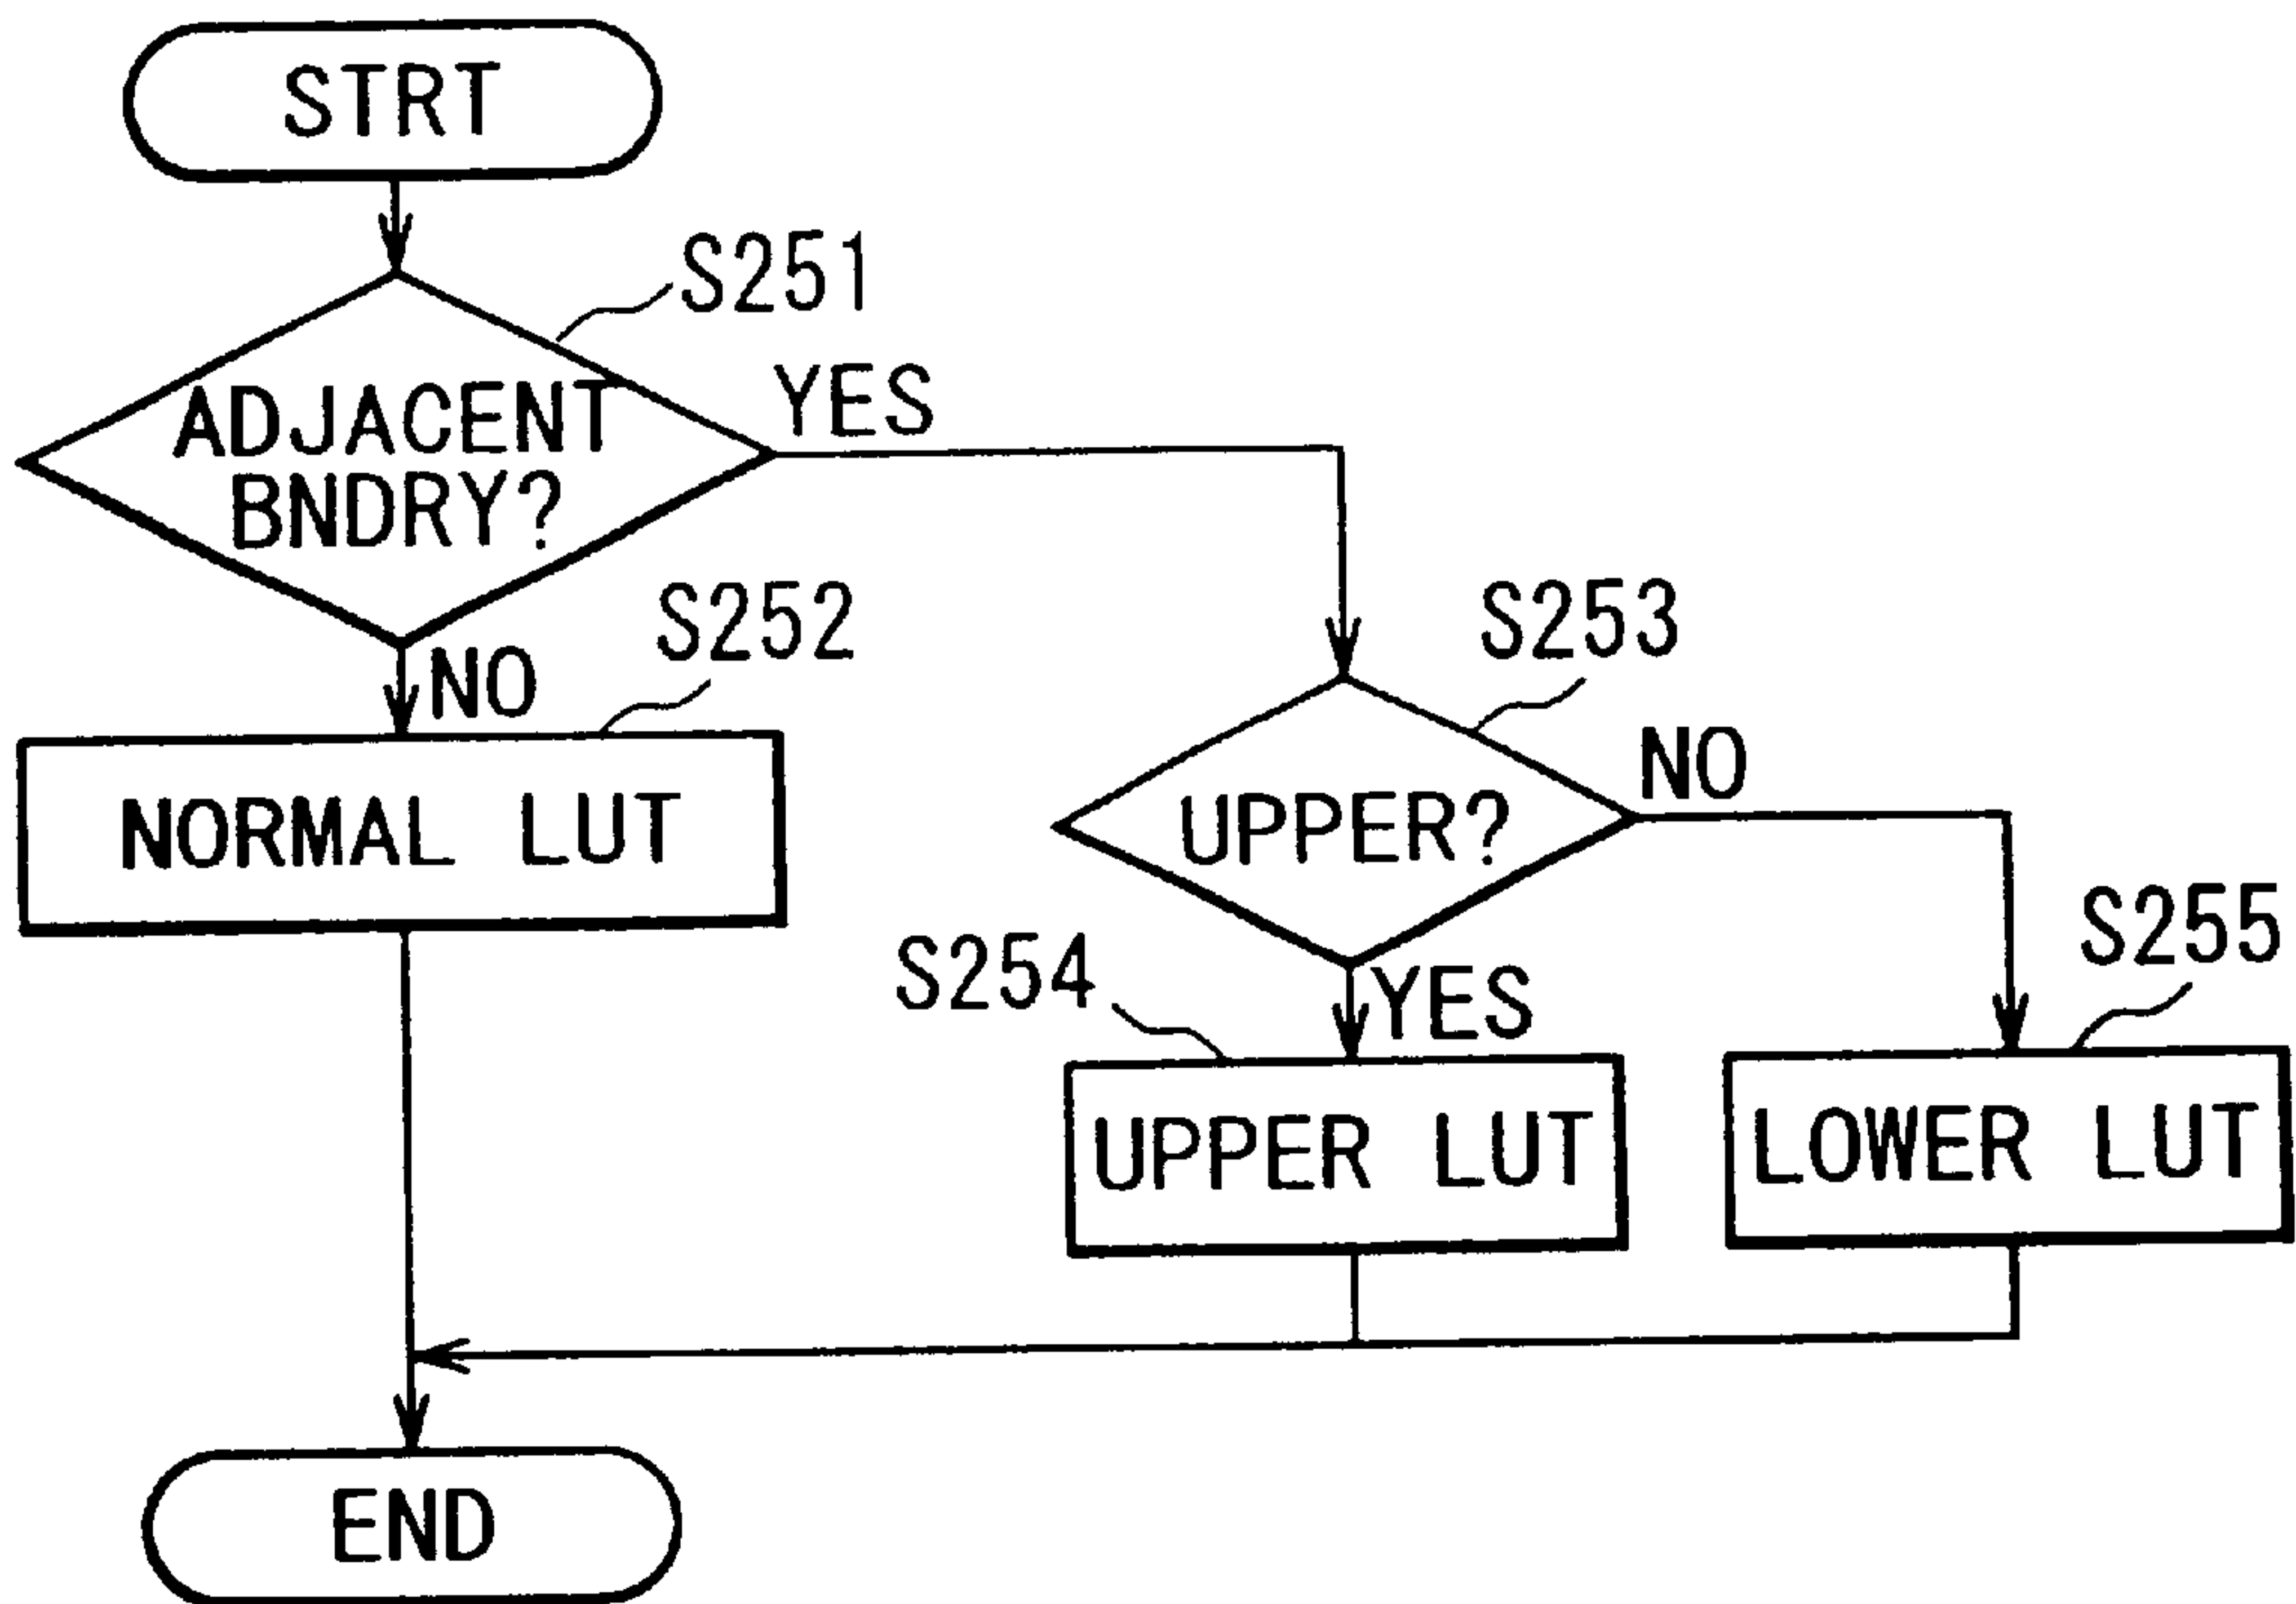 STRT
S251
ADJACENT
BNDRY?
YES
NO
S252
NORMAL LUT
S253
UPPER?
NO
YES
S254
UPPER LUT
S255
LOWER LUT
END